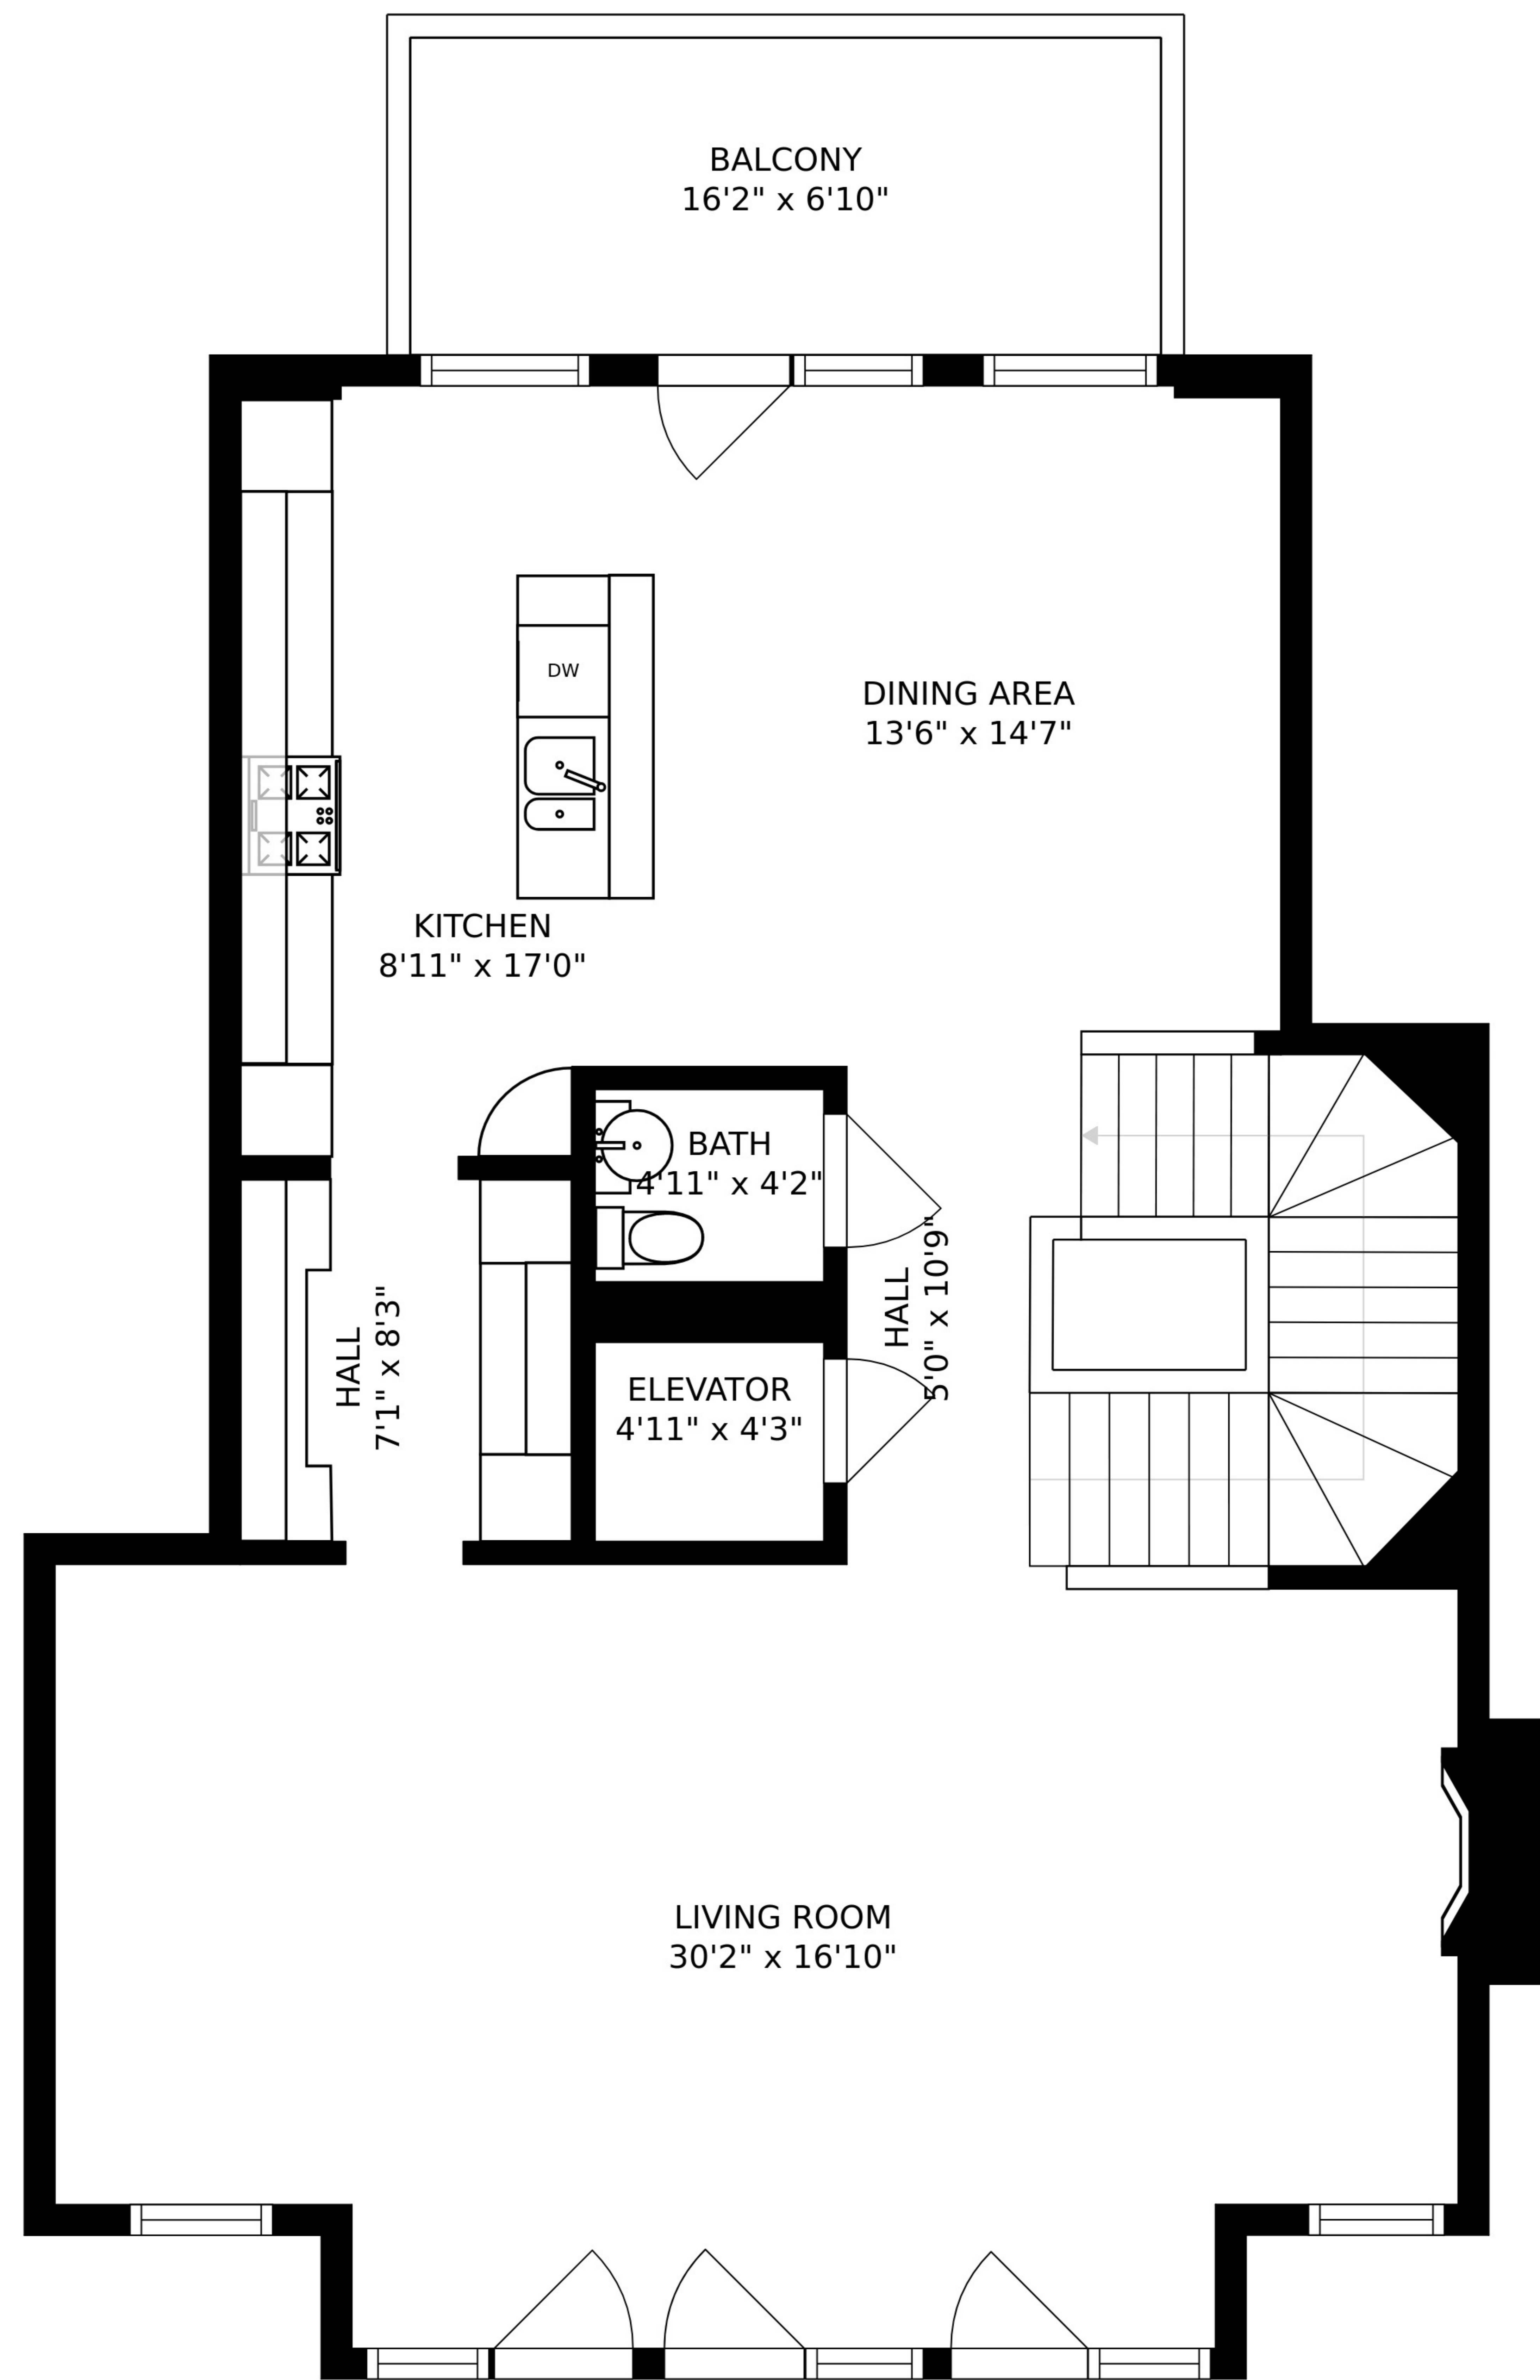 BALCONY
16'2" x 6'10"
DINING AREA
13'6" x 14'7"
DW
KITCHEN
8'11" x 17'0"
BATH
4'11" x 4'2"
HALL
5'0" x 10'9"
HALL
7'1" x 8'3"
ELEVATOR
4'11" x 4'3"
LIVING ROOM
30'2" x 16'10"